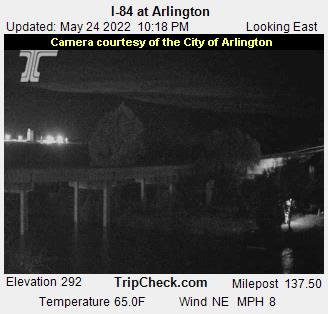 I-84 at Arlington
Updated: May 24 2022 10:18 PM Looking East
Camera courtesy of the City of Arlington
Elevation 292 TripCheck.com Milepost 137.50
Temperature 65.0F Wind NE MPH 8